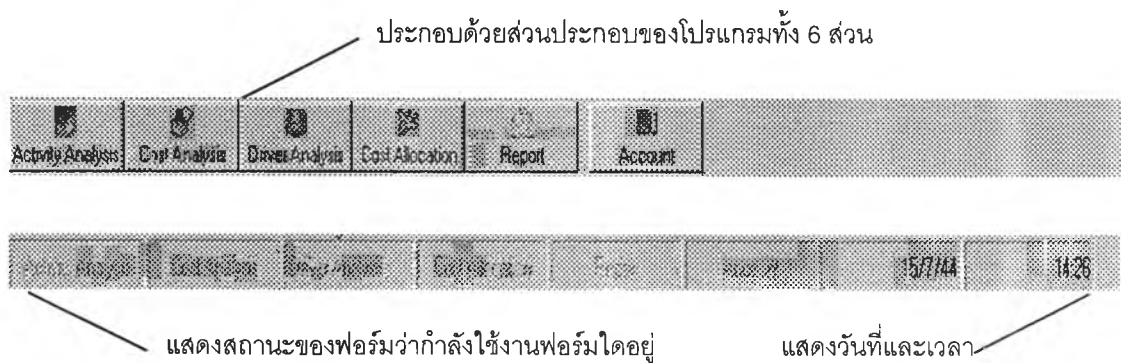 ประกอบด้วยส่วนประกอบของโปรแกรมทั้ง 6 ส่วน
Activity Analysis Cost Analysis Driver Analysis Cost Allocation Report Account
15/7/44 14:26
แสดงสถานะของฟอร์มว่ากำลังใช้งานฟอร์มใดอยู่ แสดงวันที่และเวลา